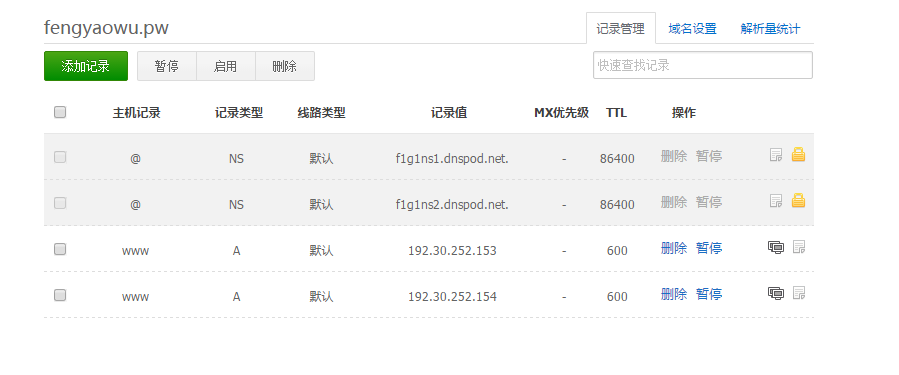 fengyaowu.pw 记录管理 域名设置 解析量统计
添加记录 暂停 启用 删除 快速查找记录
主机记录 记录类型 线路类型 记录值 MX优先级 TTL 操作
@ NS 默认 f1g1ns1.dnspod.net. - 86400 删除 暂停
@ NS 默认 f1g1ns2.dnspod.net. - 86400 删除 暂停
www A 默认 192.30.252.153 - 600 删除 暂停
www A 默认 192.30.252.154 - 600 删除 暂停